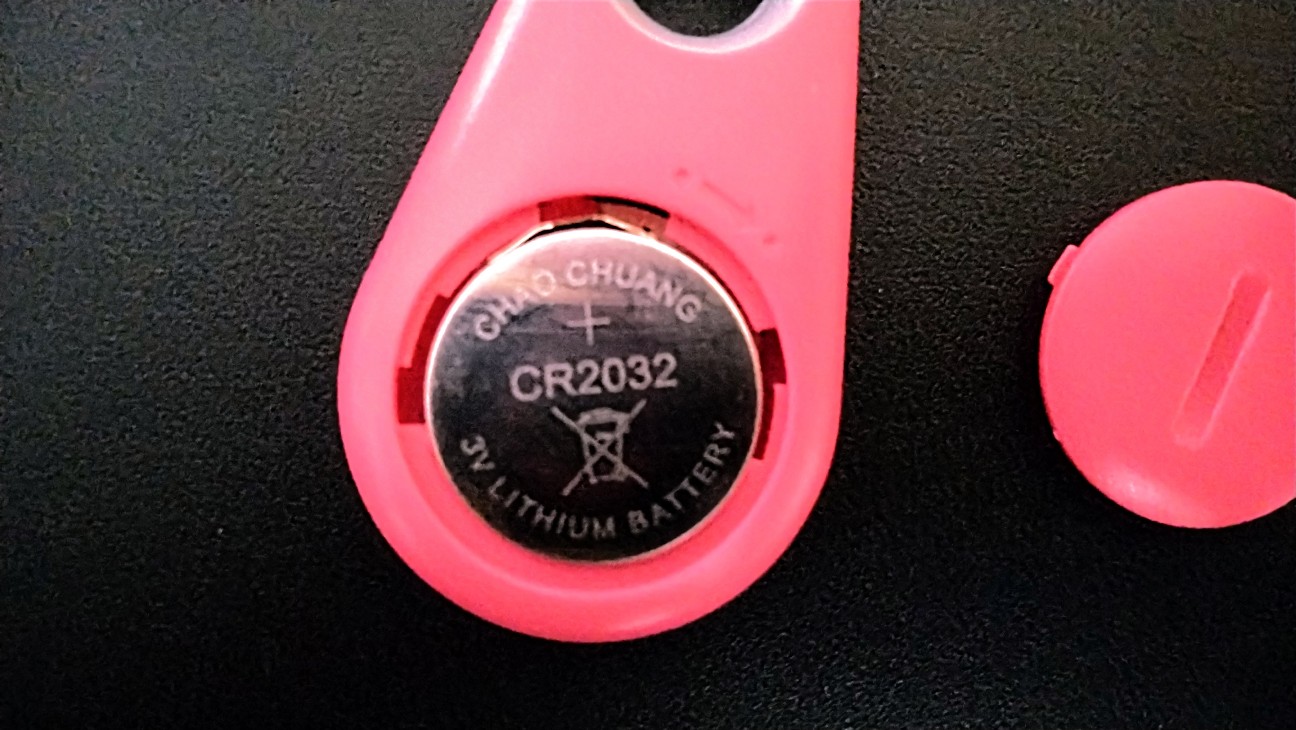 CHAO CHUANG
+
CR2032
3V LITHIUM BATTERY